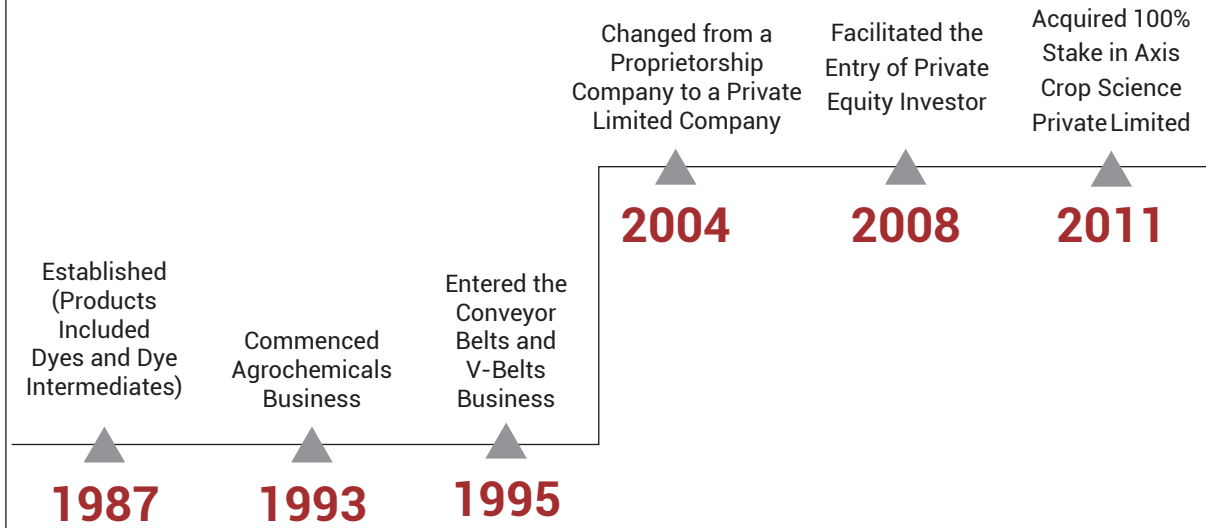 Established
(Products
Included
Dyes and Dye
Intermediates)
1987
Commenced
Agrochemicals
Business
1993
Entered the
Conveyor
Belts and
V-Belts
Business
1995
Changed from a
Proprietorship
Company to a Private
Limited Company
2004
Facilitated the
Entry of Private
Equity Investor
2008
Acquired 100%
Stake in Axis
Crop Science
Private Limited
2011